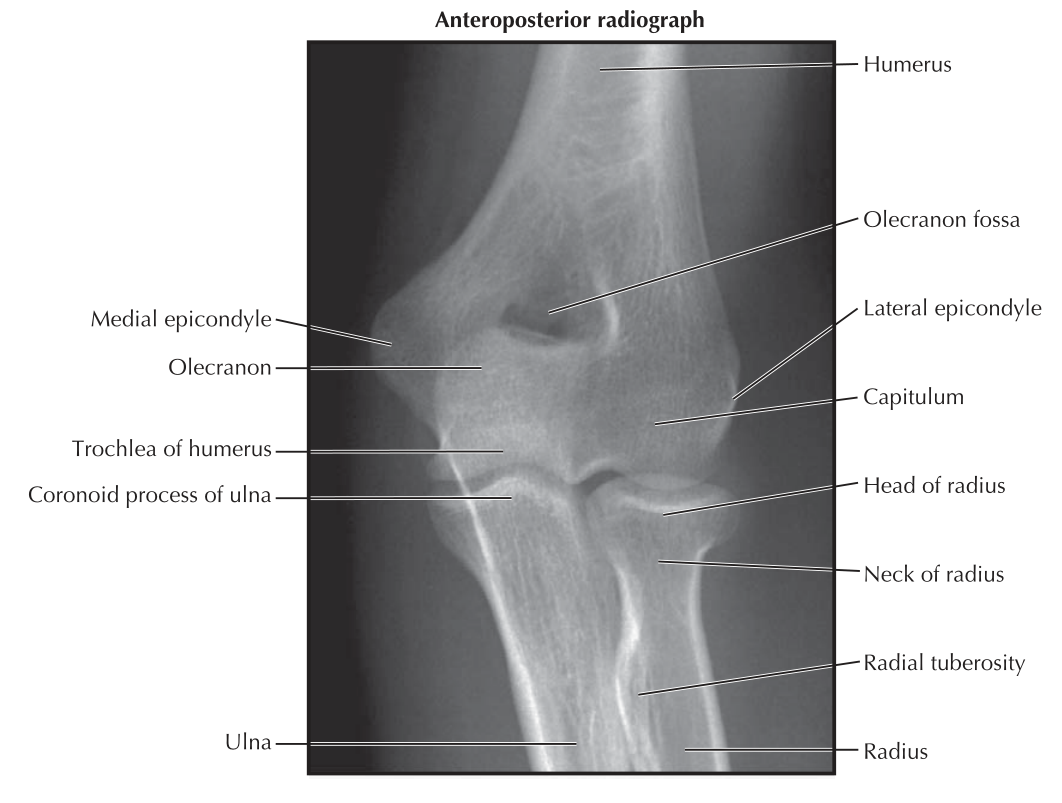 Anteroposterior radiograph
Humerus
Olecranon fossa
Lateral epicondyle
Medial epicondyle
Olecranon
Capitulum
Trochlea of humerus
Coronoid process of ulna
Head of radius
Neck of radius
Radial tuberosity
Ulna
Radius